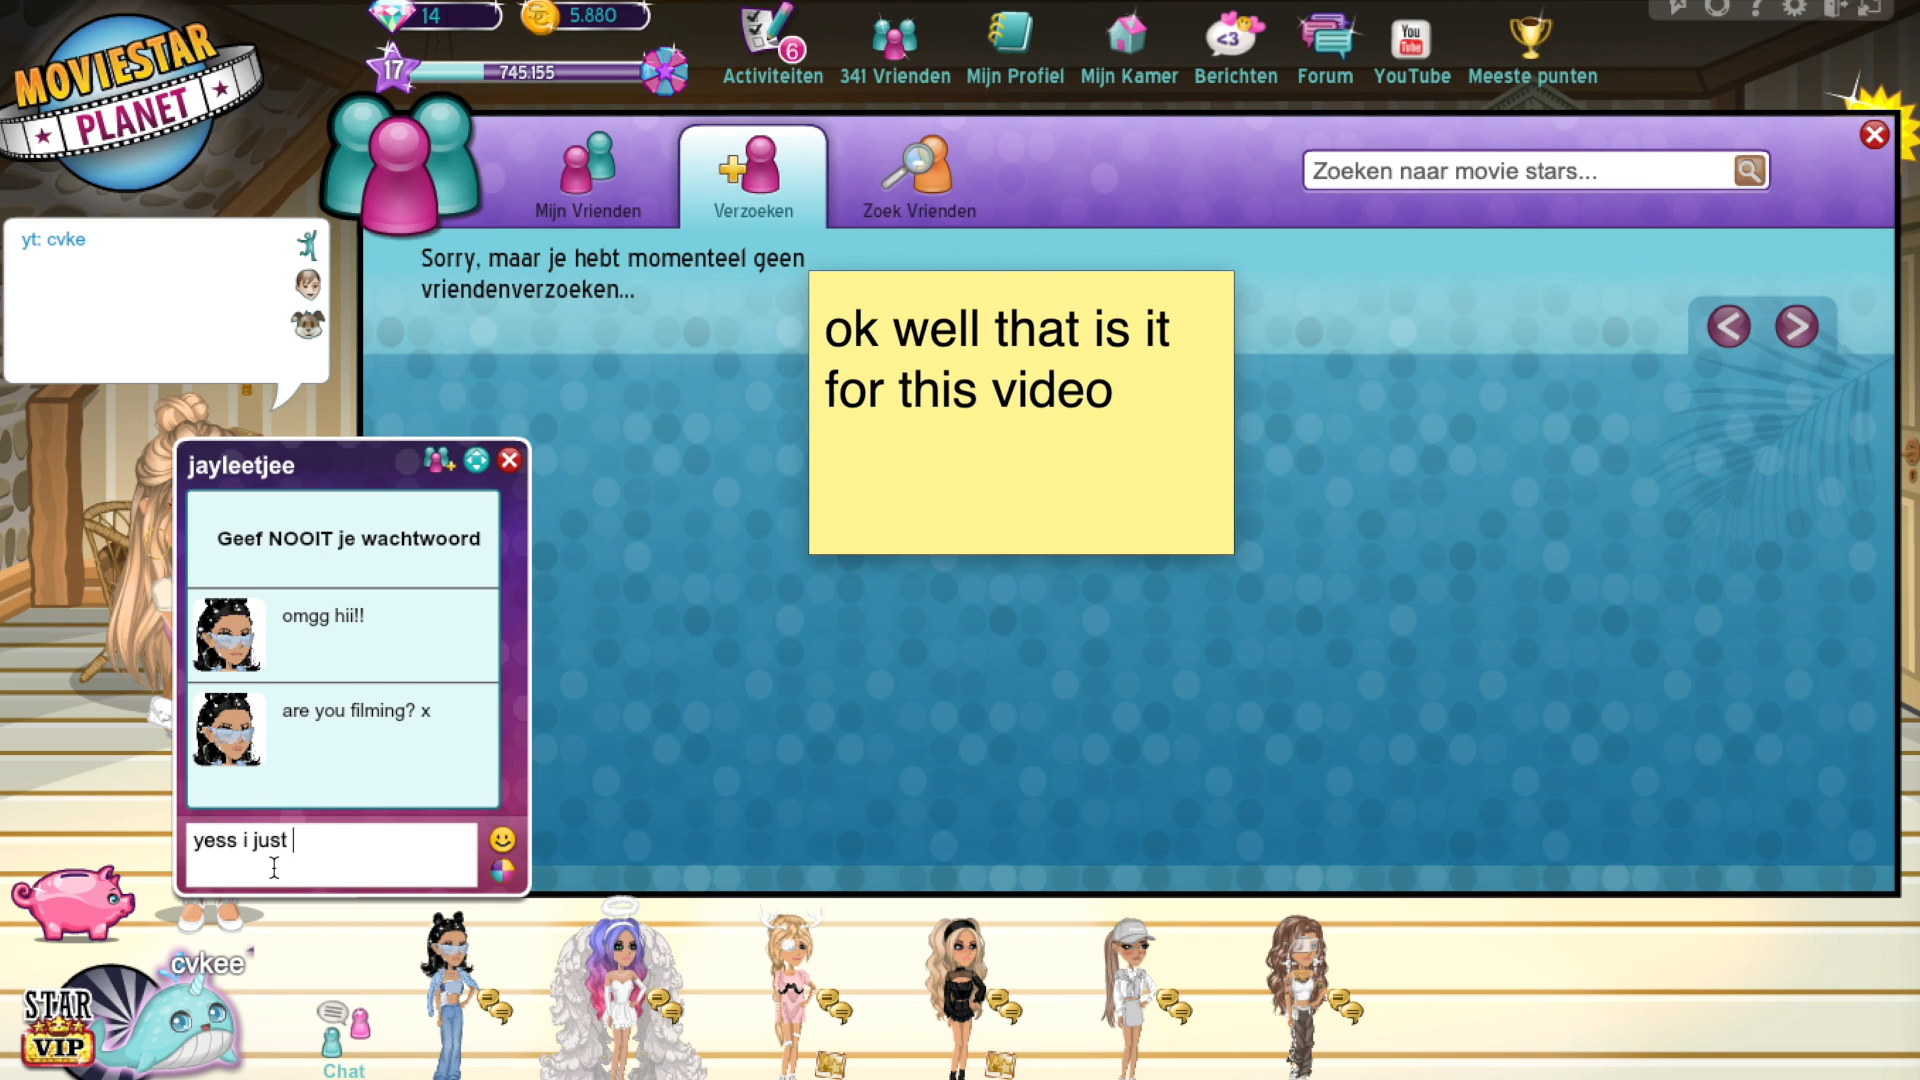 MOVIESTAR
PLANET
14
5.880
17
745.155
6
Activiteiten
341 Vrienden
Mijn Profiel
Mijn Kamer
<3
Berichten
Forum
You
Tube
YouTube
Meeste punten
Mijn Vrienden
Verzoeken
Zoek Vrienden
Zoeken naar movie stars...
yt: cvke
Sorry, maar je hebt momenteel geen
vriendenverzoeken...
ok well that is it
for this video
jayleetjee
Geef NOOIT je wachtwoord
omgg hii!!
are you filming? x
yess i just
cvkee
STAR
VIP
Chat